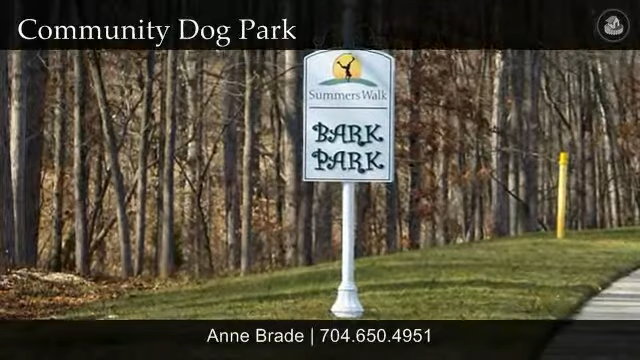 Community Dog Park
Summers Walk
BARK
PARK
Anne Brade | 704.650.4951